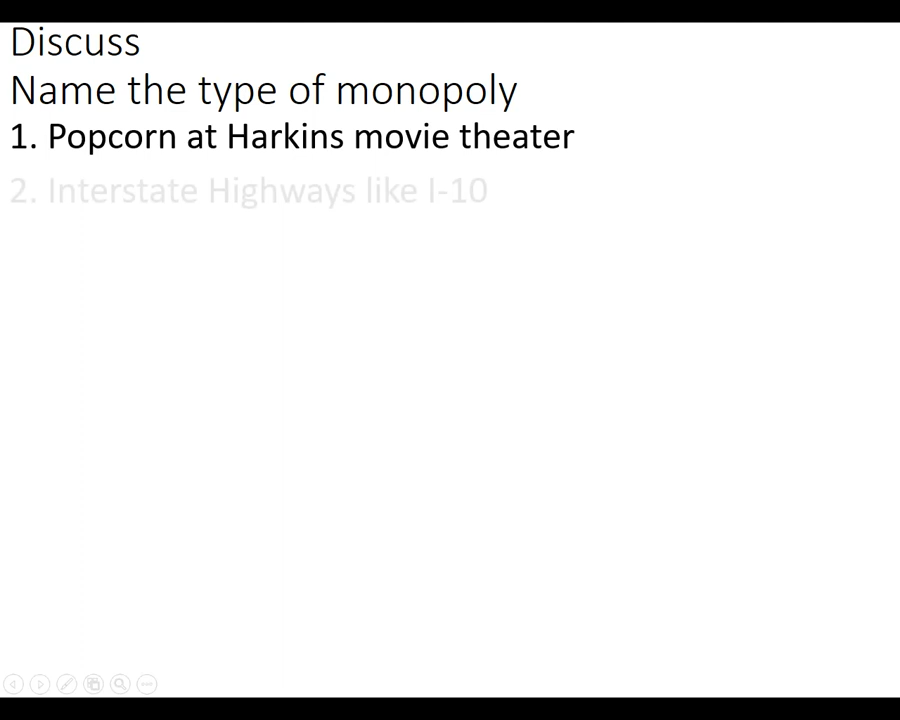 Discuss
Name the type of monopoly
1. Popcorn at Harkins movie theater
2. Interstate Highways like I-10